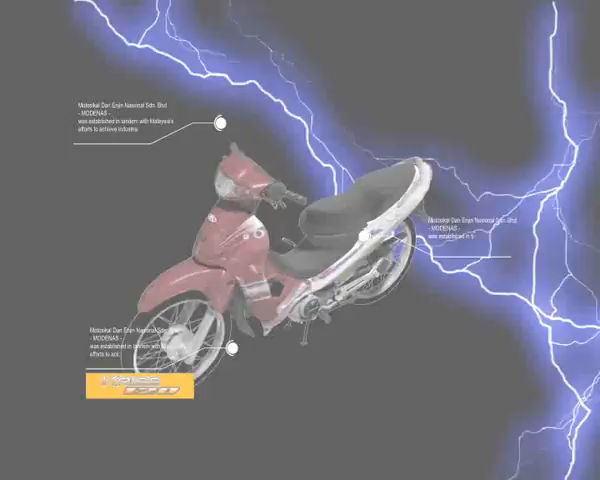 Motosikal Dan Enjin Nasional Sdn. Bhd
- MODENAS -
was established in tandem with Malaysia's
efforts to achieve industria
Motosikal Dan Enjin Nasional Sdn. Bhd
- MODENAS -
was established in t
Motosikal Dan Enjin Nasional Sdn. Bhd
- MODENAS -
was established in tandem with
efforts to act